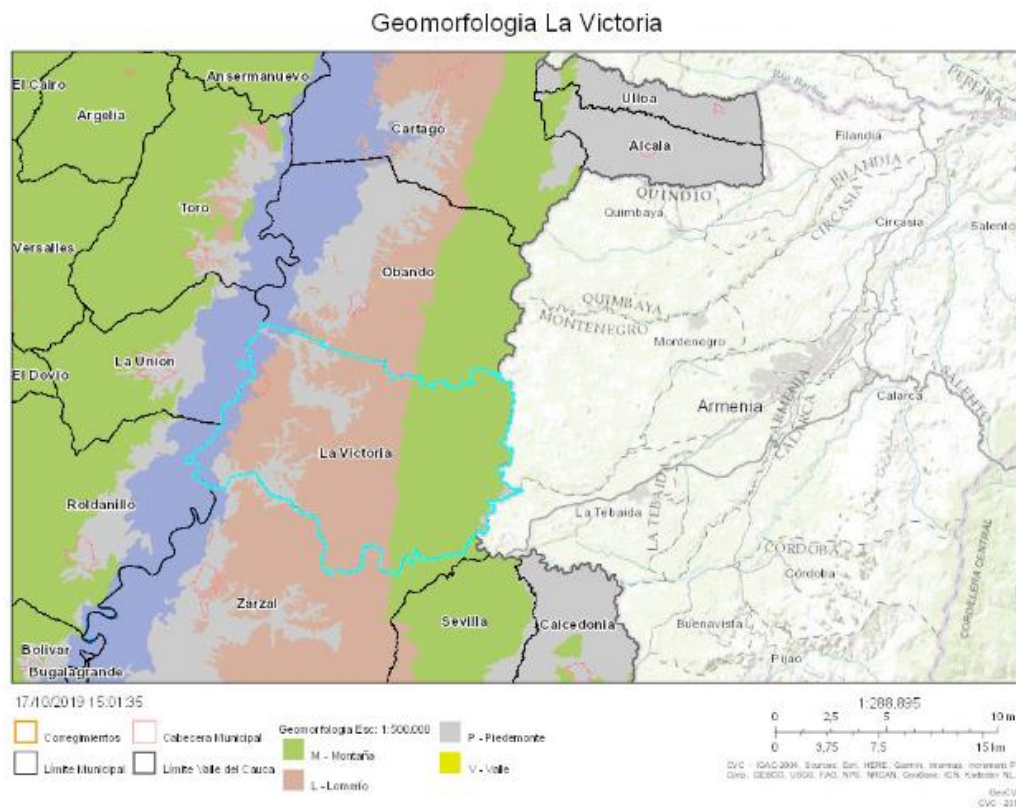 Geomorfologia La Victoria
El Cairo
Ansermanuevo
Argelia
Cartago
Ulloa
Alcala
PEREIRA
Filandia
FILANDIA
CIRCASIA
QUINDIO
Quimbaya
Circasia
Salento
Toro
Versalles
Obando
QUIMBAYA
MONTENEGRO
Montenegro
La Union
El Dovio
ARMENIA
CALARCA
SALENTO
Calarca
Armenia
La Victoria
Roldanillo
La Tebaida
LA TEBAIDA
CORDOBA
Córdoba
CORDILLERA CENTRAL
Zarzal
Sevilla
Caicedonia
Buenavista
Bolivar
Bugalagrande
Pijao
17/10/2019 15:01:35
1:288.895
Corregimientos
Cabecera Municipal
Límite Municipal
Límite Valle del Cauca
Geomorfologia Esc: 1:500.000
M - Montaña
L - Lomerío
P - Piedemonte
V - Valle
0 2,5 5 10 m
0 3,75 7,5 15 km